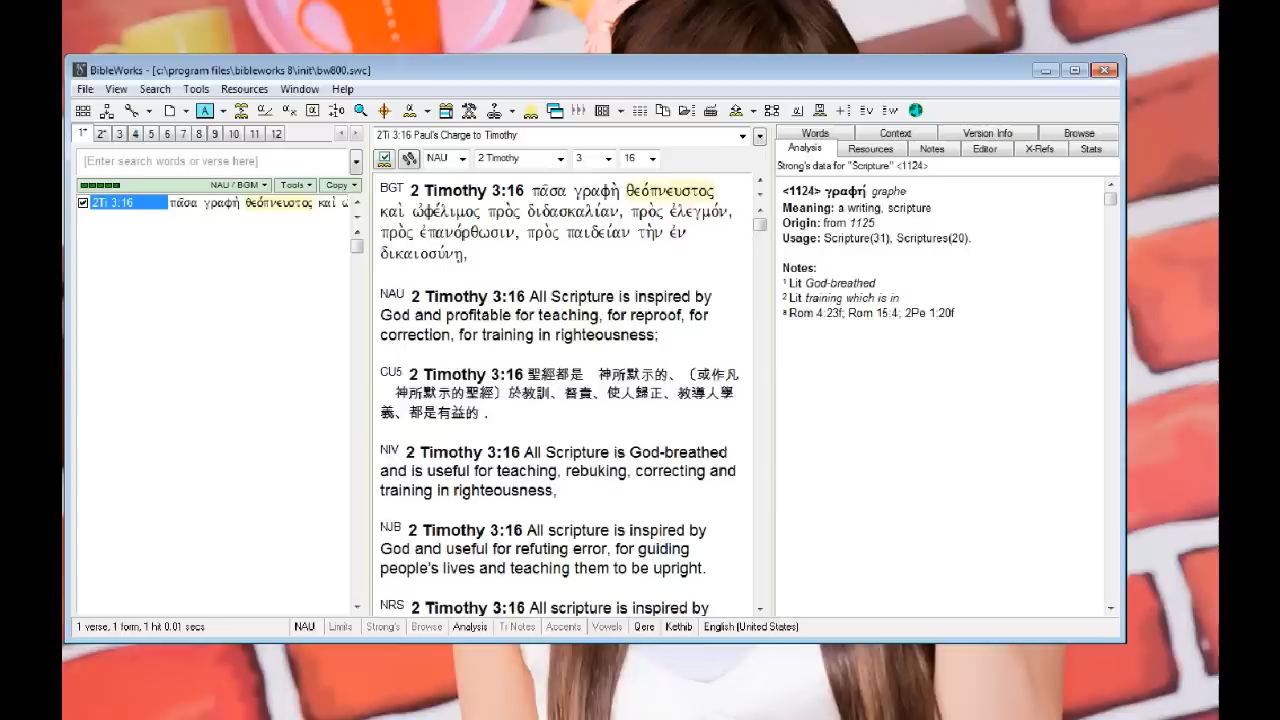 BibleWorks - [c:\program files\bibleworks 8\init\bw800.swc]
File View Search Tools Resources Window Help
1* 2* 3 4 5 6 7 8 9 10 11 12
[Enter search words or verse here]
NAU / BGM Tools Copy
2Ti 3:16 πᾶσα γραφὴ θεόπνευστος καὶ
1 verse, 1 form, 1 hit 0.01 secs
2Ti 3:16 Paul's Charge to Timothy
NAU 2 Timothy 3 16
BGT 2 Timothy 3:16 πᾶσα γραφὴ θεόπνευστος
καὶ ὠφέλιμος πρὸς διδασκαλίαν, πρὸς ἐλεγμόν,
πρὸς ἐπανόρθωσιν, πρὸς παιδείαν τὴν ἐν
δικαιοσύνῃ,
NAU 2 Timothy 3:16 All Scripture is inspired by
God and profitable for teaching, for reproof, for
correction, for training in righteousness;
CU5 2 Timothy 3:16 聖經都是　神所默示的、〔或作凡
神所默示的聖經〕於教訓、督責、使人歸正、教導人學
義、都是有益的．
NIV 2 Timothy 3:16 All Scripture is God-breathed
and is useful for teaching, rebuking, correcting and
training in righteousness,
NJB 2 Timothy 3:16 All scripture is inspired by
God and useful for refuting error, for guiding
people's lives and teaching them to be upright.
NRS 2 Timothy 3:16 All scripture is inspired by
Words Context Version Info Browse
Analysis Resources Notes Editor X-Refs Stats
Strong's data for "Scripture" <1124>
<1124> γραφή graphe
Meaning: a writing, scripture
Origin: from 1125
Usage: Scripture(31), Scriptures(20).
Notes:
1 Lit God-breathed
2 Lit training which is in
a Rom 4:23f; Rom 15:4; 2Pe 1:20f
NAU Limits Strong's Browse Analysis Tr Notes Accents Vowels Qere Kethib English (United States)